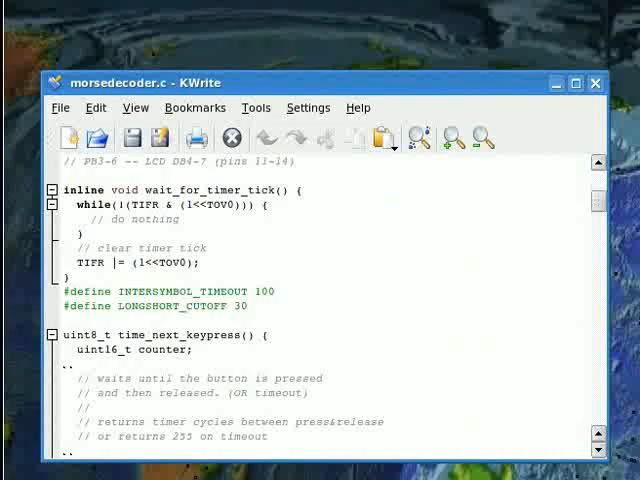 morsedecoder.c - KWrite
File Edit View Bookmarks Tools Settings Help
// PB3-6 -- LCD DB4-7 (pins 11-14)
inline void wait_for_timer_tick() {
while(!(TIFR & (1<<TOV0))) {
// do nothing
}
// clear timer tick
TIFR |= (1<<TOV0);
}
#define INTERSYMBOL_TIMEOUT 100
#define LONGSHORT_CUTOFF 30
uint8_t time_next_keypress() {
uint16_t counter;
// waits until the button is pressed
// and then released. (OR timeout)
//
// returns timer cycles between press&release
// or returns 255 on timeout